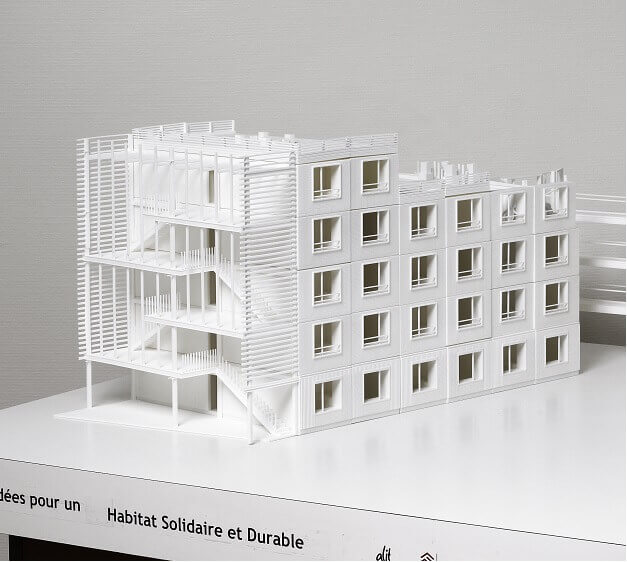 dées pour un Habitat Solidaire et Durable